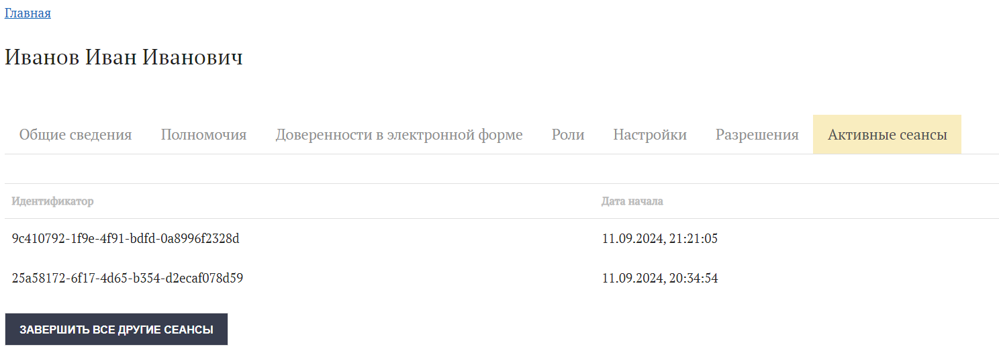 Главная
Иванов Иван Иванович
Общие сведения Полномочия Доверенности в электронной форме Роли Настройки Разрешения Активные сеансы
Идентификатор Дата начала
9c410792-1f9e-4f91-bdfd-0a8996f2328d 11.09.2024, 21:21:05
25a58172-6f17-4d65-b354-d2ecaf078d59 11.09.2024, 20:34:54
ЗАВЕРШИТЬ ВСЕ ДРУГИЕ СЕАНСЫ